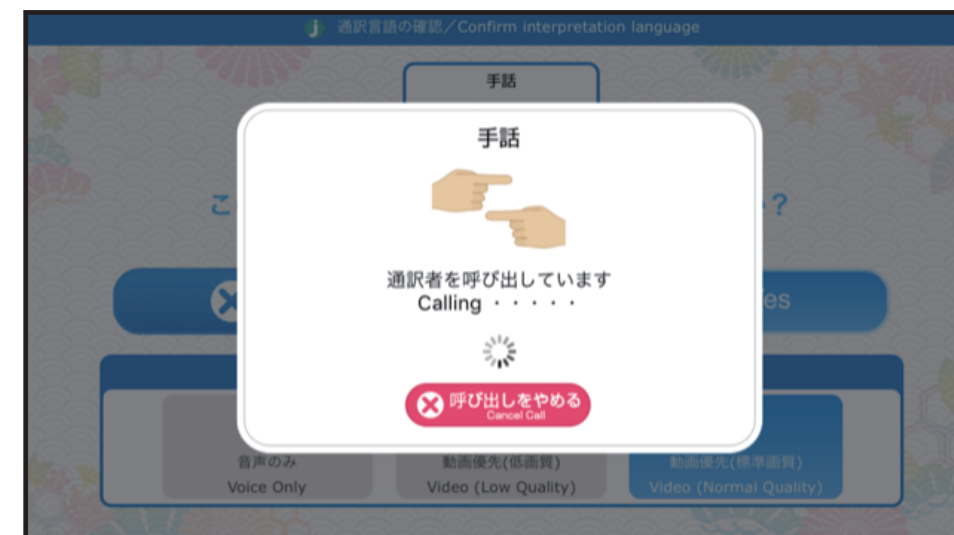 通訳言語の確認／Confirm interpretation language
手話
手話
こ
?
通訳者を呼び出しています
Calling ・・・・・
es
呼び出しをやめる
Cancel Call
音声のみ
Voice Only
動画優先(低画質)
Video (Low Quality)
動画優先(標準画質)
Video (Normal Quality)